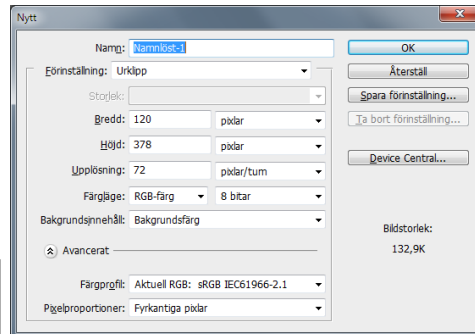 Nytt
Namn: Namnlöst-1
OK
Förinställning: Urklipp
Återställ
Storlek:
Spara förinställning...
Bredd: 120 pixlar
Ta bort förinställning...
Höjd: 378 pixlar
Upplösning: 72 pixlar/tum
Device Central...
Färgläge: RGB-färg 8 bitar
Bakgrundsinnehåll: Bakgrundsfärg
Bildstorlek:
132,9K
Avancerat
Färgprofil: Aktuell RGB: sRGB IEC61966-2.1
Pixelproportioner: Fyrkantiga pixlar